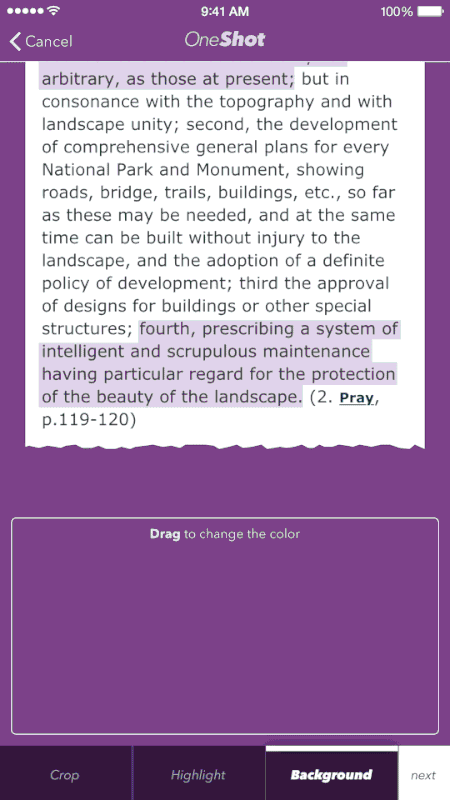 9:41 AM
100%
Cancel
OneShot
arbitrary, as those at present; but in
consonance with the topography and with
landscape unity; second, the development
of comprehensive general plans for every
National Park and Monument, showing
roads, bridge, trails, buildings, etc., so far
as these may be needed, and at the same
time can be built without injury to the
landscape, and the adoption of a definite
policy of development; third the approval
of designs for buildings or other special
structures; fourth, prescribing a system of
intelligent and scrupulous maintenance
having particular regard for the protection
of the beauty of the landscape. (2. Pray,
p.119-120)
Drag to change the color
Crop
Highlight
Background
next